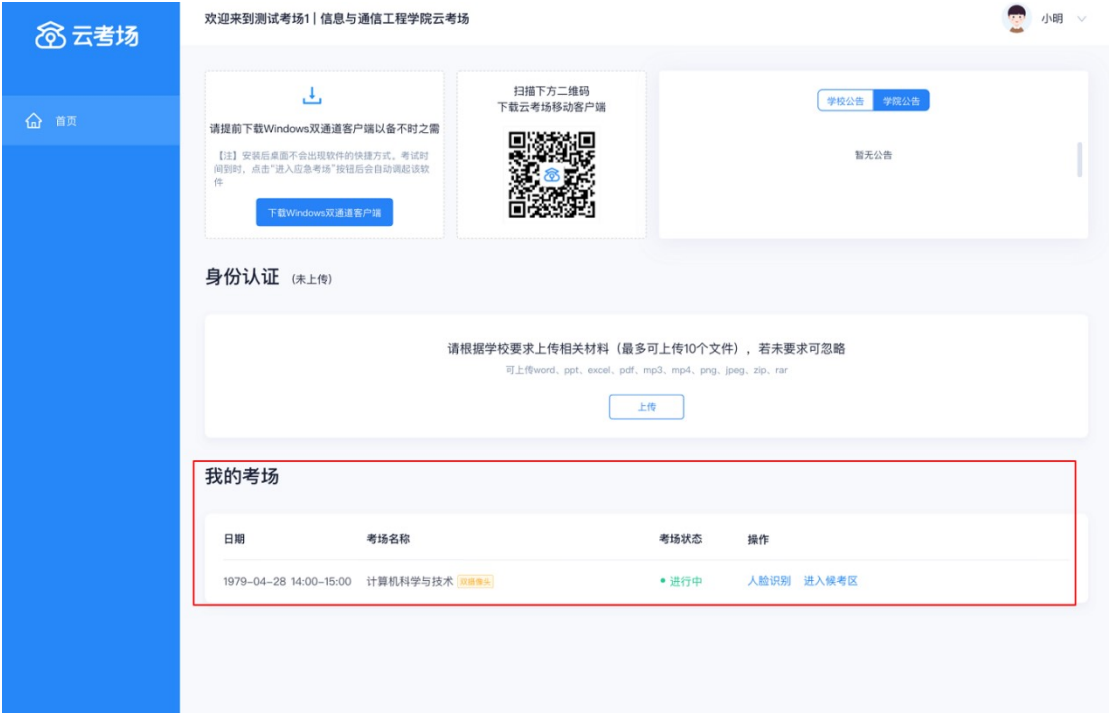 云考场
欢迎来到测试考场1 | 信息与通信工程学院云考场
小明
首页
请提前下载Windows双通道客户端以备不时之需
【注】安装后桌面不会出现软件的快捷方式。考试时
间到时，点击“进入应急考场”按钮后会自动调起该软
件
下载Windows双通道客户端
扫描下方二维码
下载云考场移动客户端
学校公告 学院公告
暂无公告
身份认证 (未上传)
请根据学校要求上传相关材料（最多可上传10个文件），若未要求可忽略
可上传word、ppt、excel、pdf、mp3、mp4、png、jpeg、zip、rar
上传
我的考场
日期 考场名称 考场状态 操作
1979-04-28 14:00-15:00 计算机科学与技术 双摄像头 进行中 人脸识别 进入候考区